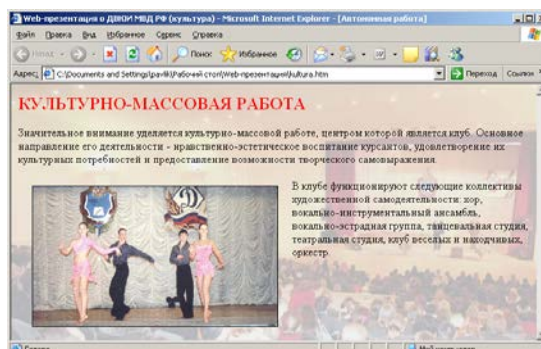 Web-презентация о ДВЮИ МВД РФ (культура) - Microsoft Internet Explorer - [Автономная работа]
Файл Правка Вид Избранное Сервис Справка
Назад Поиск Избранное
Адрес: C:\Documents and Settings\pavlik\Рабочий стол\Web-презентация\kultura.htm Переход Ссылки
КУЛЬТУРНО-МАССОВАЯ РАБОТА
Значительное внимание уделяется культурно-массовой работе, центром которой является клуб. Основное
направление его деятельности - нравственно-эстетическое воспитание курсантов, удовлетворение их
культурных потребностей и предоставление возможности творческого самовыражения.
В клубе функционируют следующие коллективы
художественной самодеятельности: хор,
вокально-инструментальный ансамбль,
вокально-эстрадная группа, танцевальная студия,
театральная студия, клуб веселых и находчивых,
оркестр.